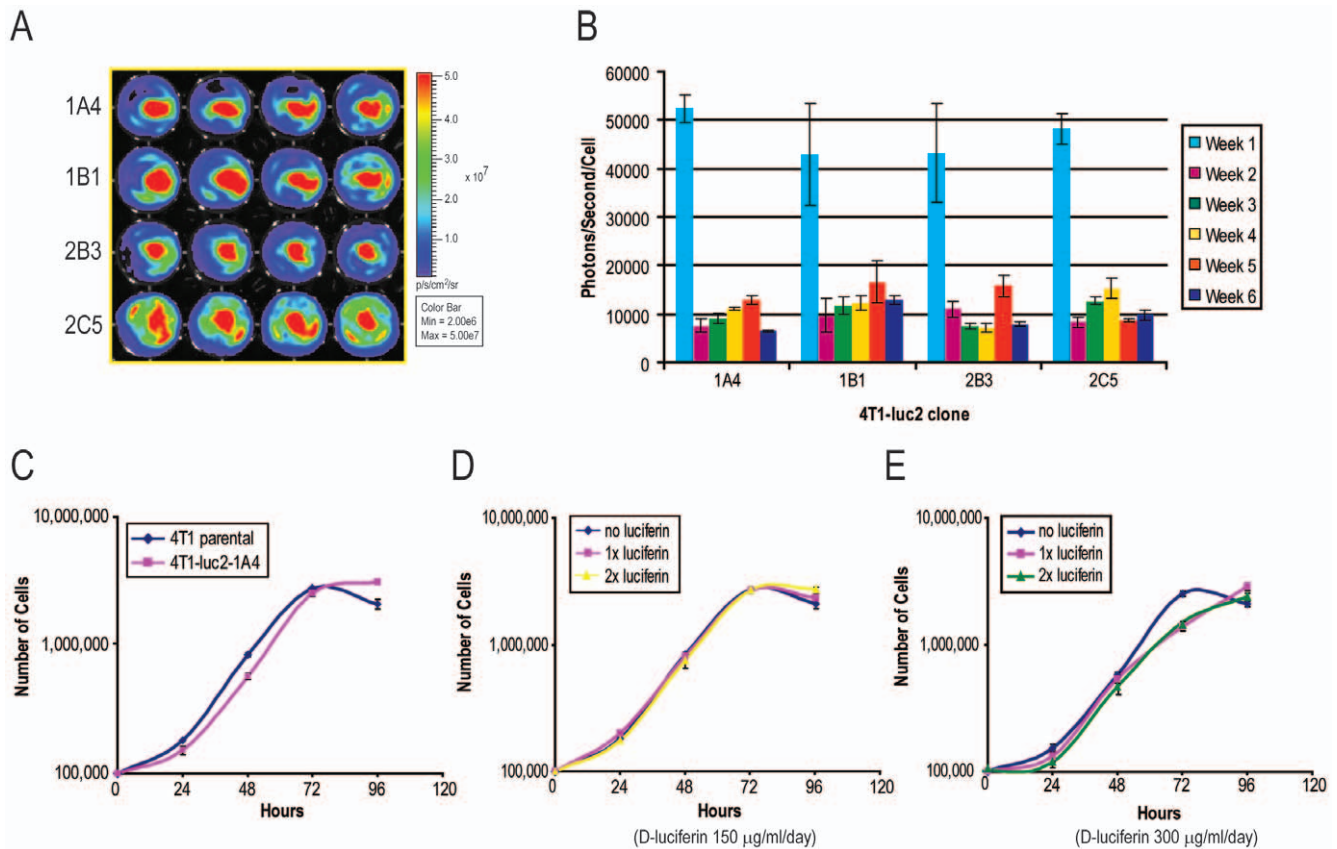 A
1A4
1B1
2B3
2C5
5.0
4.0
3.0
x 10⁷
2.0
1.0
p/s/cm²/sr
Color Bar
Min = 2.00e6
Max = 5.00e7
B
Photons/Second/Cell
60000
50000
40000
30000
20000
10000
0
1A4
1B1
2B3
2C5
4T1-luc2 clone
Week 1
Week 2
Week 3
Week 4
Week 5
Week 6
C
Number of Cells
10,000,000
1,000,000
100,000
4T1 parental
4T1-luc2-1A4
0
24
48
72
96
120
Hours
D
Number of Cells
10,000,000
1,000,000
100,000
no luciferin
1x luciferin
2x luciferin
0
24
48
72
96
120
Hours
(D-luciferin 150 µg/ml/day)
E
Number of Cells
10,000,000
1,000,000
100,000
no luciferin
1x luciferin
2x luciferin
0
24
48
72
96
120
Hours
(D-luciferin 300 µg/ml/day)